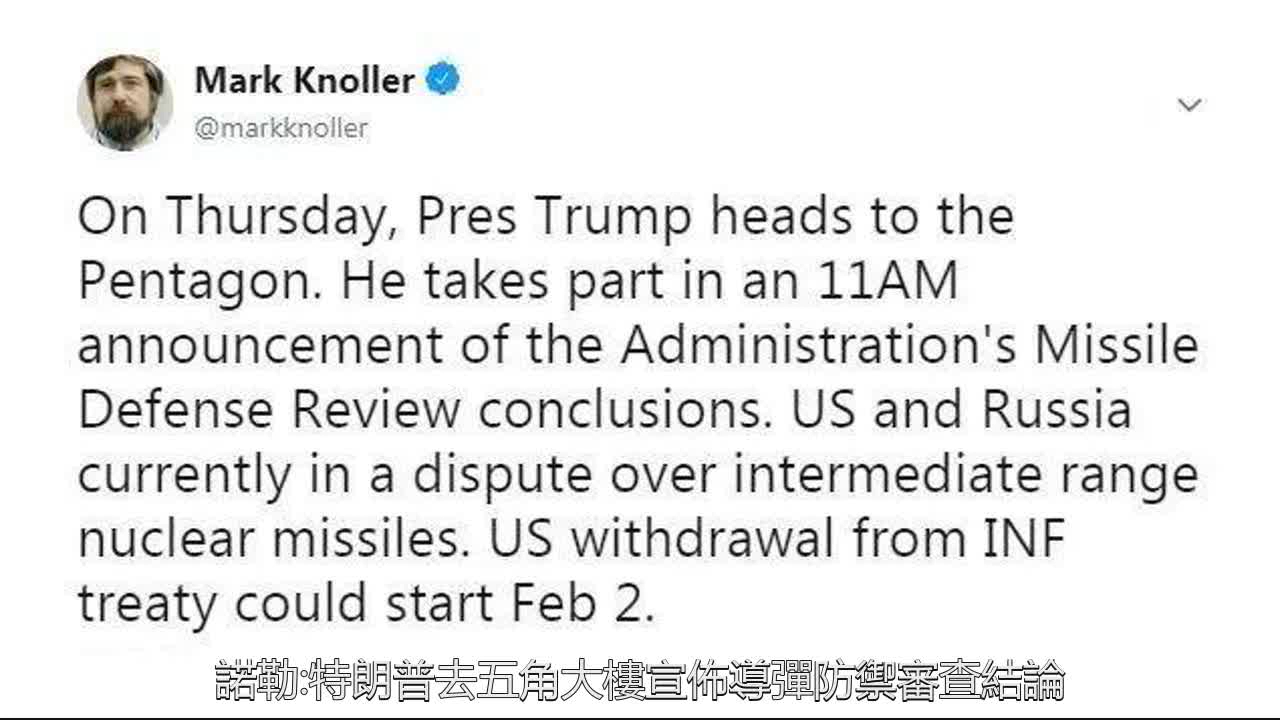 Mark Knoller
@markknoller
On Thursday, Pres Trump heads to the
Pentagon. He takes part in an 11AM
announcement of the Administration's Missile
Defense Review conclusions. US and Russia
currently in a dispute over intermediate range
nuclear missiles. US withdrawal from INF
treaty could start Feb 2.
諾勒:特朗普去五角大樓宣佈導彈防禦審查結論